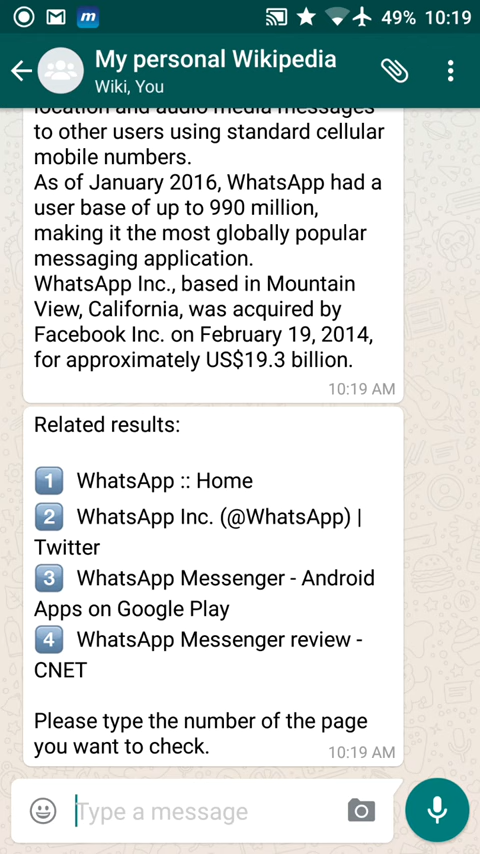 m
49% 10:19
My personal Wikipedia
Wiki, You
location and audio media messages
to other users using standard cellular
mobile numbers.
As of January 2016, WhatsApp had a
user base of up to 990 million,
making it the most globally popular
messaging application.
WhatsApp Inc., based in Mountain
View, California, was acquired by
Facebook Inc. on February 19, 2014,
for approximately US$19.3 billion.
10:19 AM
Related results:
1 WhatsApp :: Home
2 WhatsApp Inc. (@WhatsApp) |
Twitter
3 WhatsApp Messenger - Android
Apps on Google Play
4 WhatsApp Messenger review -
CNET
Please type the number of the page
you want to check.
10:19 AM
Type a message